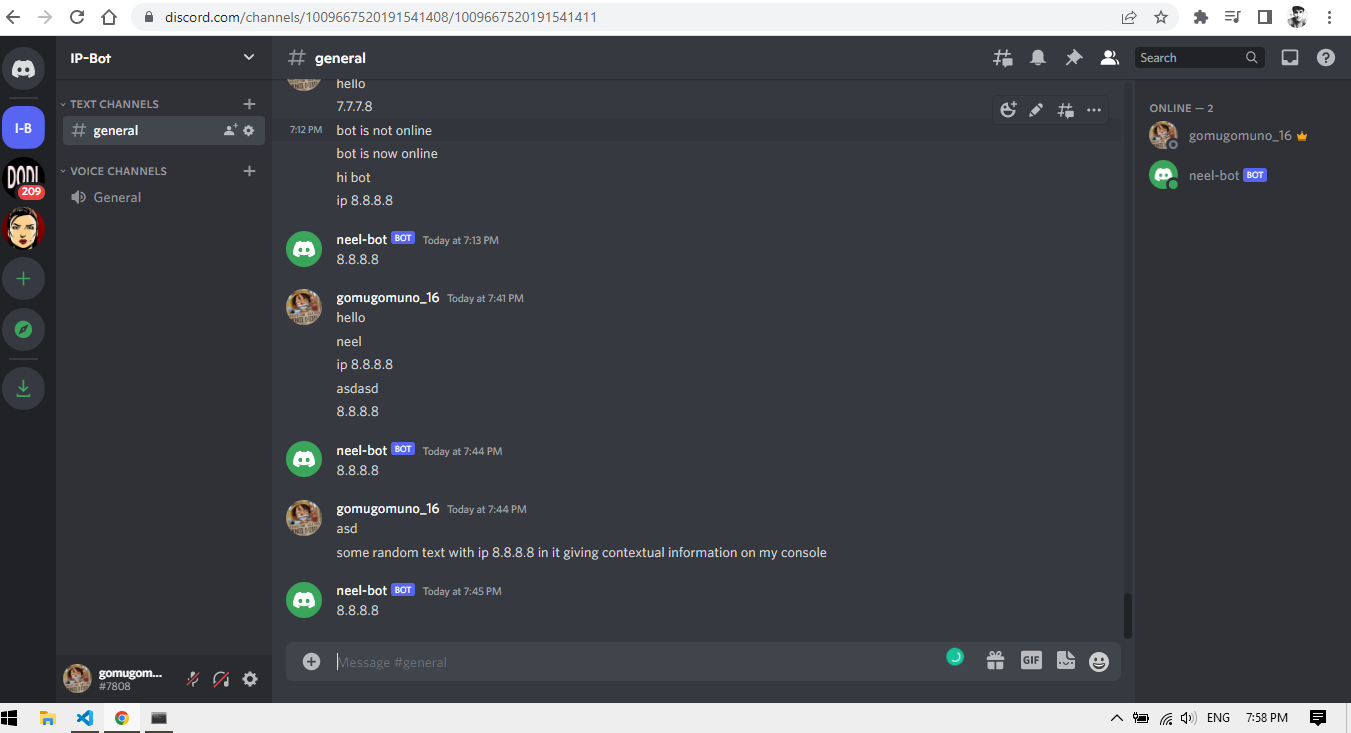 discord.com/channels/1009667520191541408/1009667520191541411
IP-Bot
general
Search
TEXT CHANNELS
general
VOICE CHANNELS
General
I-B
DODI
209
hello
7.7.7.8
7:12 PM bot is not online
bot is now online
hi bot
ip 8.8.8.8
neel-bot BOT Today at 7:13 PM
8.8.8.8
gomugomuno_16 Today at 7:41 PM
hello
neel
ip 8.8.8.8
asdasd
8.8.8.8
neel-bot BOT Today at 7:44 PM
8.8.8.8
gomugomuno_16 Today at 7:44 PM
asd
some random text with ip 8.8.8.8 in it giving contextual information on my console
neel-bot BOT Today at 7:45 PM
8.8.8.8
Message #general
GIF
ONLINE — 2
gomugomuno_16
neel-bot BOT
gomugom...
#7808
ENG 7:58 PM